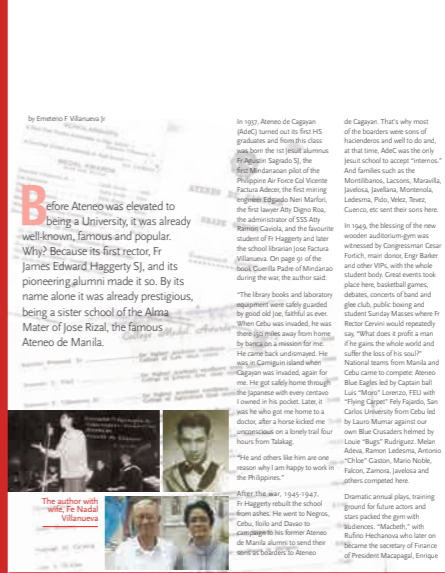 by Emeterio F Villanueva Jr
Before Ateneo was elevated to
being a University, it was already
well-known, famous and popular.
Why? Because its first rector, Fr
James Edward Haggerty SJ, and its
pioneering alumni made it so. By its
name alone it was already prestigious,
being a sister school of the Alma
Mater of Jose Rizal, the famous
Ateneo de Manila.
The author with
wife, Fe Nadal
Villanueva
In 1937, Ateneo de Cagayan
(AdeC) turned out its first HS
graduates and from this class
was born the 1st Jesuit alumnus
Fr Agustin Sagrado SJ, the
first Mindanaoan pilot of the
Philippine Air Force Col Vicente
Factura Adecer, the first mining
engineer Edgardo Neri Marfori,
the first lawyer Atty Digno Roa,
the administrator of SSS Atty
Ramon Gaviola, and the favourite
student of Fr Haggerty and later
the school librarian Jose Factura
Villanueva. On page 91 of the
book Guerilla Padre of Mindanao
during the war, the author said:
"The library books and laboratory
equipment were safely guarded
by good old Joe, faithful as ever.
When Cebu was invaded, he was
there 150 miles away from home
by banca on a mission for me.
He came back undismayed. He
was in Camiguin island when
Cagayan was invaded, again for
me. He got safely home through
the Japanese with every centavo
I owned in his pocket. Later, it
was he who got me home to a
doctor, after a horse kicked me
unconscious on a lonely trail four
hours from Talakag.
"He and others like him are one
reason why I am happy to work in
the Philippines."
After the war, 1945-1947,
Fr Haggerty rebuilt the school
from ashes. He went to Negros,
Cebu, Iloilo and Davao to
campaign to his former Ateneo
de Manila alumni to send their
sons as boarders to Ateneo
de Cagayan. That's why most
of the boarders were sons of
hacienderos and well to do and,
at that time, AdeC was the only
Jesuit school to accept "internos."
And families such as the
Montilibanos, Lacsons, Maravilla,
Javelosa, Javellana, Montenola,
Ledesma, Pido, Velez, Tevez,
Cuenco, etc sent their sons here.
In 1949, the blessing of the new
wooden auditorium-gym was
witnessed by Congressman Cesar
Fortich, main donor, Engr Barker
and other VIPs, with the whole
student body. Great events took
place here, basketball games,
debates, concerts of band and
glee club, public boxing and
student Sunday Masses where Fr
Rector Cervini would repeatedly
say, "What does it profit a man
if he gains the whole world and
suffer the loss of his soul?"
National teams from Manila and
Cebu came to compete: Ateneo
Blue Eagles led by Captain ball
Luis "Moro" Lorenzo, FEU with
"Flying Carpet" Fely Fajardo, San
Carlos University from Cebu led
by Lauro Mumar against our
own Blue Crusaders helmed by
Louie "Bugs" Rudriguez. Melan
Adeva, Ramon Ledesma, Antonio
"Chloe" Gaston, Mario Noble,
Falcon, Zamora, Javelosa and
others competed here.
Dramatic annual plays, training
ground for future actors and
stars packed the gym with
audiences. "Macbeth," with
Rufino Hechanova who later on
became the secretary of Finance
of President Macapagal, Enrique